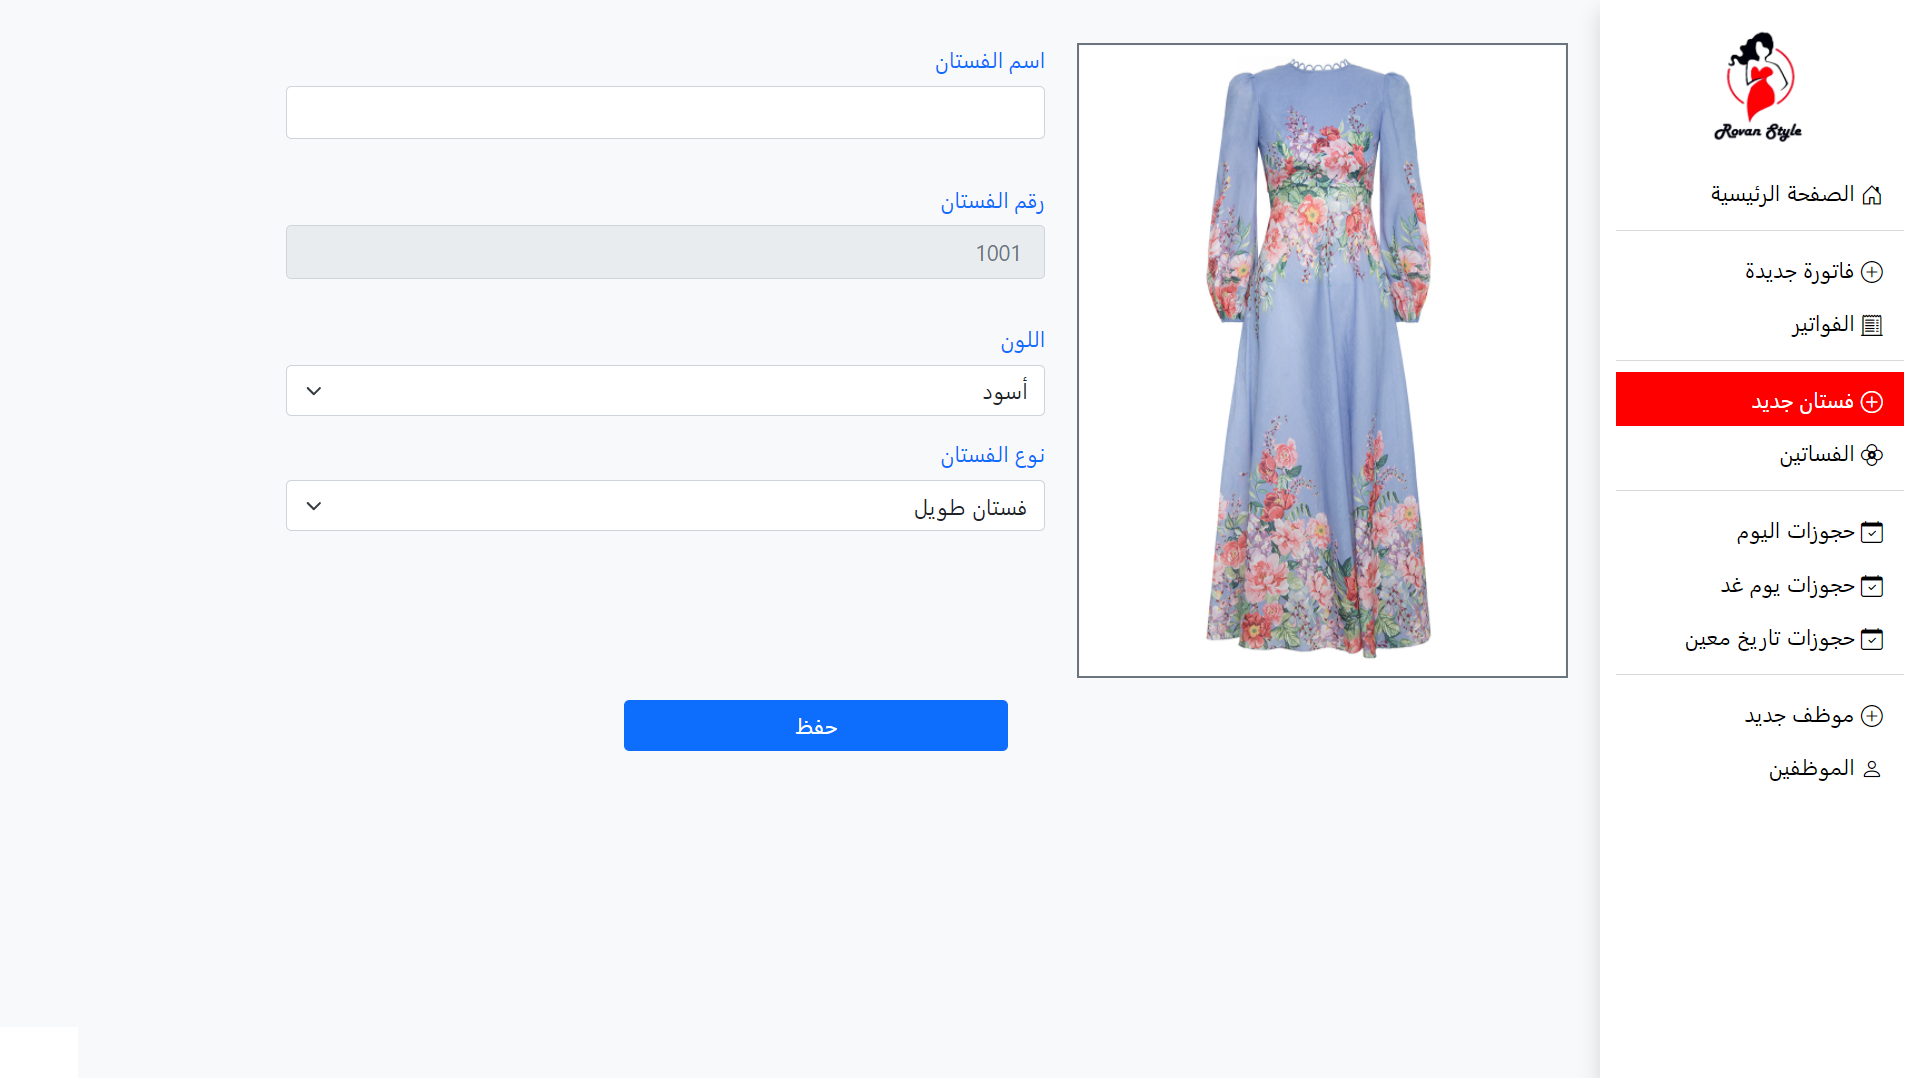 Rovan Style
الصفحة الرئيسية
فاتورة جديدة
الفواتير
فستان جديد
الفساتين
حجوزات اليوم
حجوزات يوم غد
حجوزات تاريخ معين
موظف جديد
الموظفين
اسم الفستان
رقم الفستان
1001
اللون
أسود
نوع الفستان
فستان طويل
حفظ